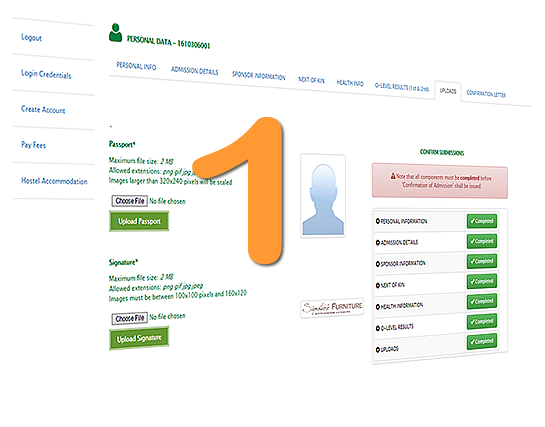 Logout
Login Credentials
Create Account
Pay Fees
Hostel Accommodation
PERSONAL DATA - 1610306001
PERSONAL INFO
ADMISSION DETAILS
SPONSOR INFORMATION
NEXT OF KIN
HEALTH INFO
O-LEVEL RESULTS (1st & 2nd)
UPLOADS
CONFIRMATION LETTER
Passport*
Maximum file size: 2 MB
Allowed extensions: png gif jpg jpeg
Images larger than 320x240 pixels will be scaled
Choose File No file chosen
Upload Passport
Signature*
Maximum file size: 2 MB
Allowed extensions: png gif jpg jpeg
Images must be between 100x100 pixels and 160x120
Choose File No file chosen
Upload Signature
1
FURNITURE
CONFIRM SUBMISSIONS
Note that all components must be completed before
'Confirmation of Admission' shall be issued.
PERSONAL INFORMATION Completed
ADMISSION DETAILS Completed
SPONSOR INFORMATION Completed
NEXT OF KIN Completed
HEALTH INFORMATION Completed
O-LEVEL RESULTS Completed
UPLOADS Completed